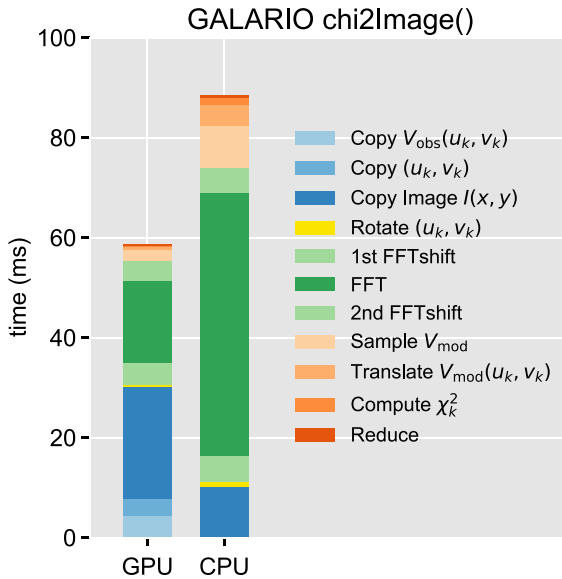 GALARIO chi2Image()
100
80
60
40
20
0
time (ms)
GPU CPU
Copy V_obs(u_k, v_k)
Copy (u_k, v_k)
Copy Image I(x, y)
Rotate (u_k, v_k)
1st FFTshift
FFT
2nd FFTshift
Sample V_mod
Translate V_mod(u_k, v_k)
Compute χ²_k
Reduce